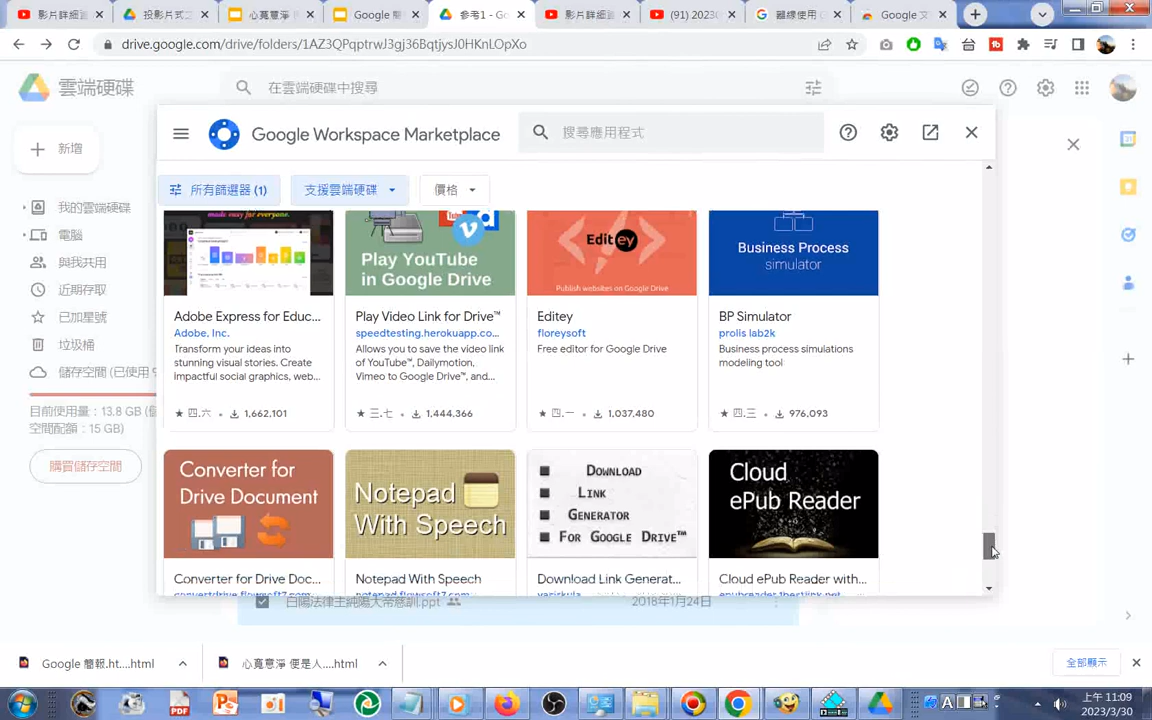 影片詳細資
投影片式二
心寬意淨
Google 簡
參考1 - G
影片詳細資
(91) 2023(
Google 文
drive.google.com/drive/folders/1AZ3QPqptrwJ3gj36BqtjysJ0HKnLOpXo
雲端硬碟
在雲端硬碟中搜尋
Google Workspace Marketplace
搜尋應用程式
新增
所有篩選器 (1)
支援雲端硬碟
價格
我的雲端硬碟
電腦
與我共用
近期存取
已加星號
垃圾桶
儲存空間 (已使用 9
目前使用量：13.8 GB (
空間配額：15 GB)
購買儲存空間
made easy for everyone.
Play YouTube
in Google Drive
Editey
Publish websites on Google Drive
Business Process
simulator
Adobe Express for Educ...
Adobe, Inc.
Transform your ideas into
stunning visual stories. Create
impactful social graphics, web...
★ 四.六 • 1,662,101
Play Video Link for Drive™
speedtesting.herokuapp.co...
Allows you to save the video link
of YouTube™, Dailymotion,
Vimeo to Google Drive™, and...
★ 三.七 • 1,444,366
Editey
floreysoft
Free editor for Google Drive
★ 四.一 • 1,037,480
BP Simulator
prolis lab2k
Business process simulations
modeling tool
★ 四.三 • 976,093
Converter for
Drive Document
Notepad
With Speech
Download
Link
Generator
For Google Drive™
Cloud
ePub Reader
Converter for Drive Doc...
Notepad With Speech
Download Link Generat...
Cloud ePub Reader with...
白陽法律主純陽大帝慈訓.ppt
2018年1月24日
Google 簡報.ht....html
心寬意淨 便是人....html
全部顯示
上午 11:09
2023/3/30